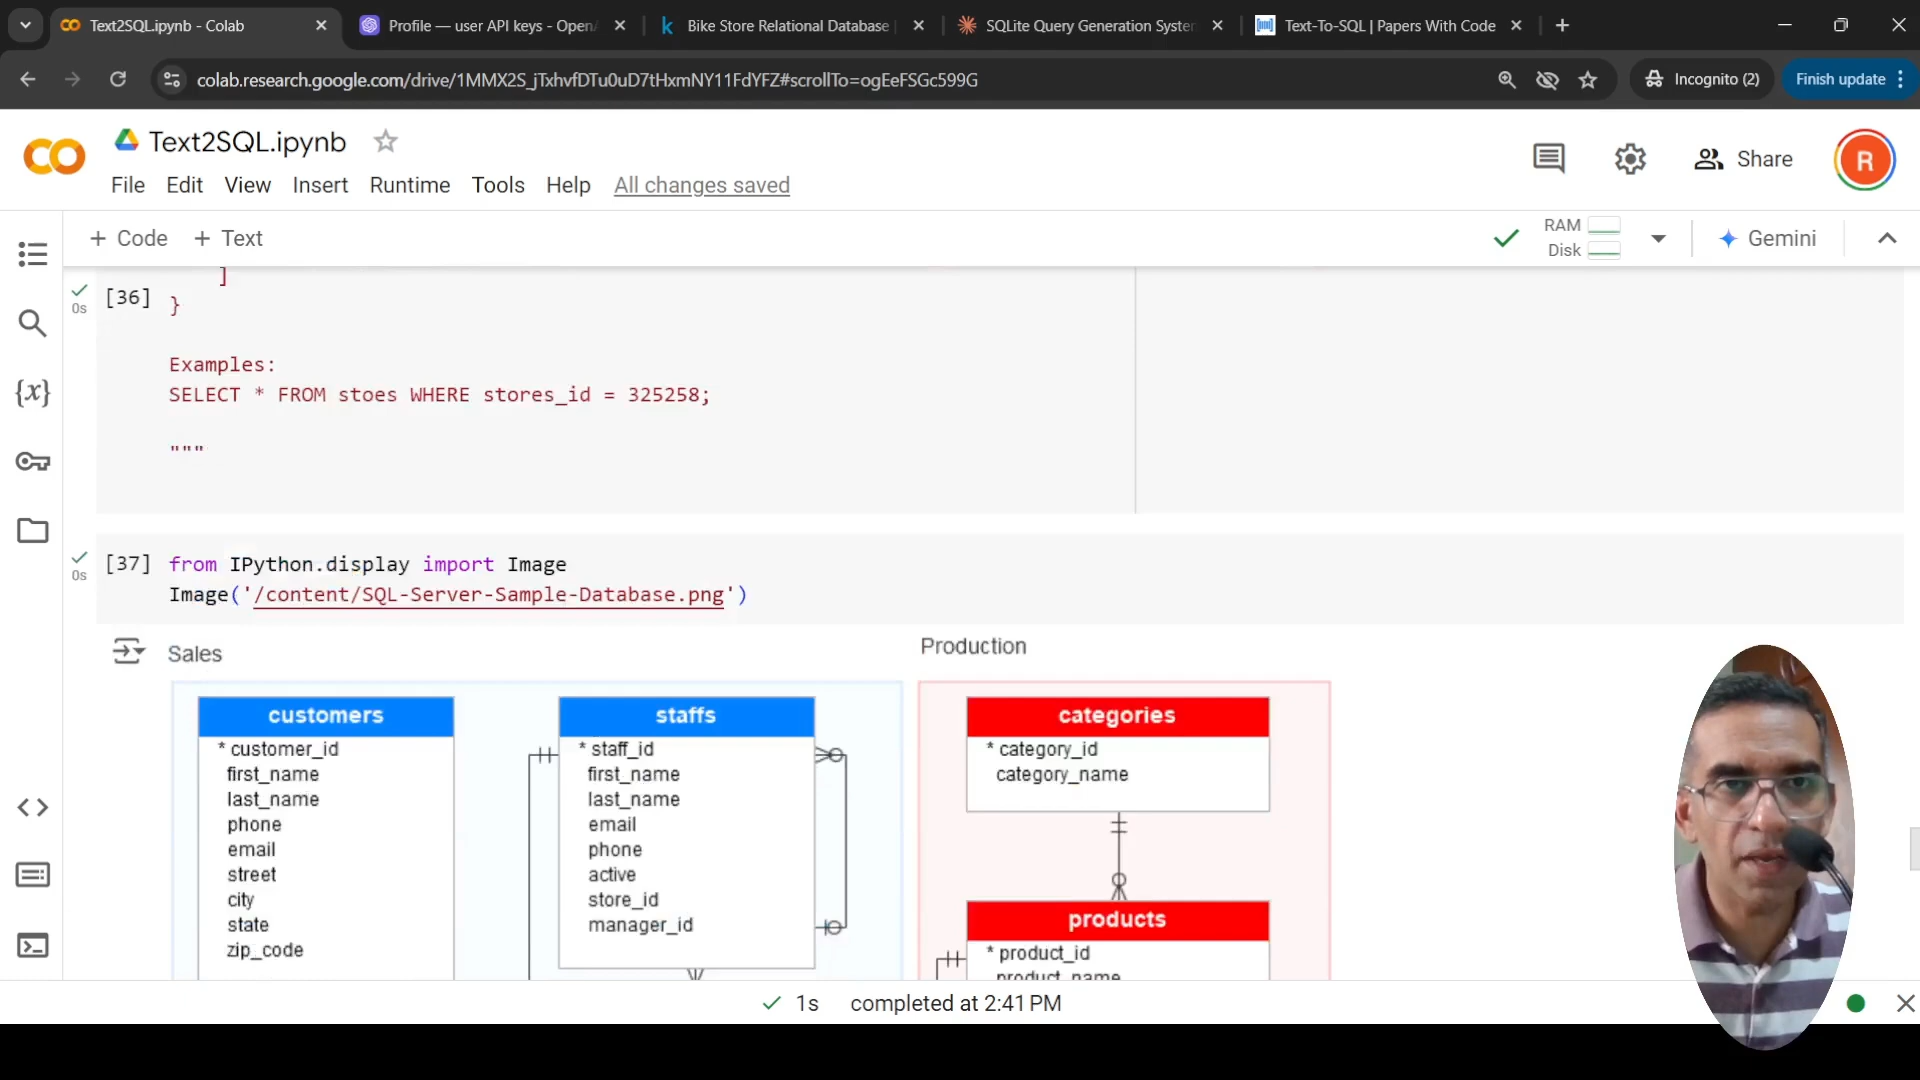 Text2SQL.ipynb - Colab
Profile — user API keys - OpenA
Bike Store Relational Database |
SQLite Query Generation System
Text-To-SQL | Papers With Code
colab.research.google.com/drive/1MMX2S_jTxhvfDTu0uD7tHxmNY11FdYFZ#scrollTo=ogEeFSGc599G
Incognito (2)
Finish update
Text2SQL.ipynb
File Edit View Insert Runtime Tools Help All changes saved
Share
R
+ Code + Text
RAM
Disk
Gemini
]
[36] }
0s
Examples:
SELECT * FROM stoes WHERE stores_id = 325258;
"""
{x}
[37] from IPython.display import Image
0s
Image('/content/SQL-Server-Sample-Database.png')
Sales
Production
customers
* customer_id
first_name
last_name
phone
email
street
city
state
zip_code
staffs
* staff_id
first_name
last_name
email
phone
active
store_id
manager_id
categories
* category_id
category_name
products
* product_id
product_name
1s completed at 2:41 PM